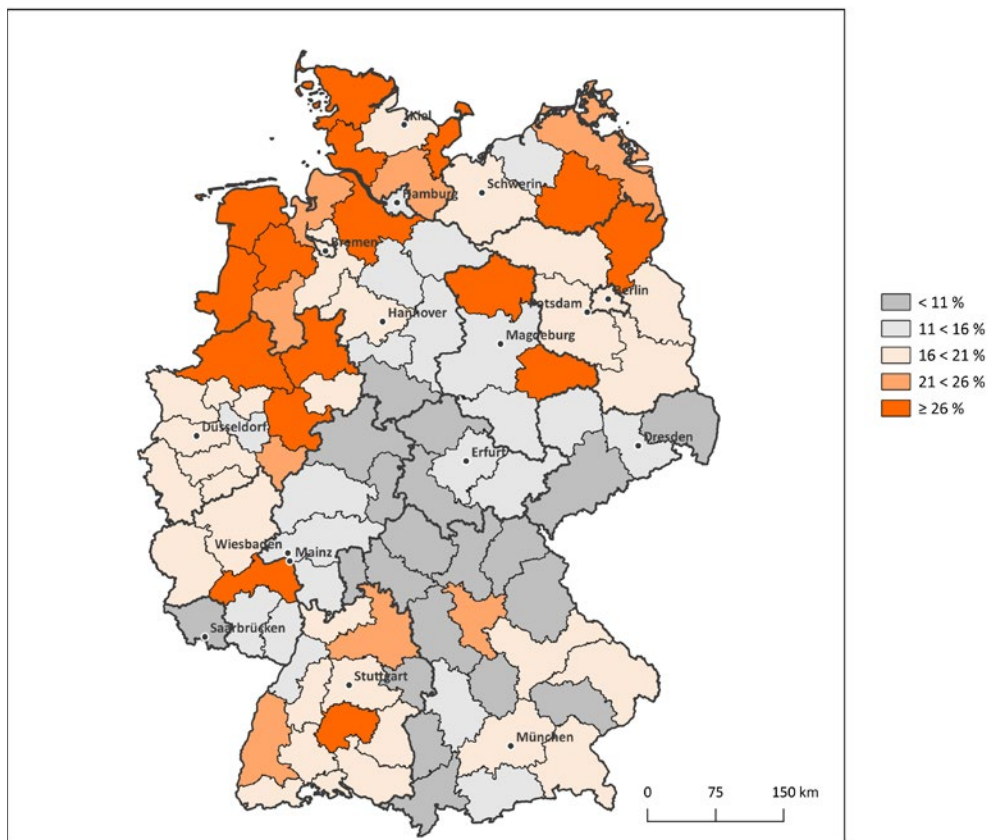 Kiel
Schwerin
Hamburg
Bremen
Berlin
Potsdam
Hannover
Magdeburg
Düsseldorf
Dresden
Erfurt
Wiesbaden
Mainz
Saarbrücken
Stuttgart
München
< 11 %
11 < 16 %
16 < 21 %
21 < 26 %
≥ 26 %
0 75 150 km